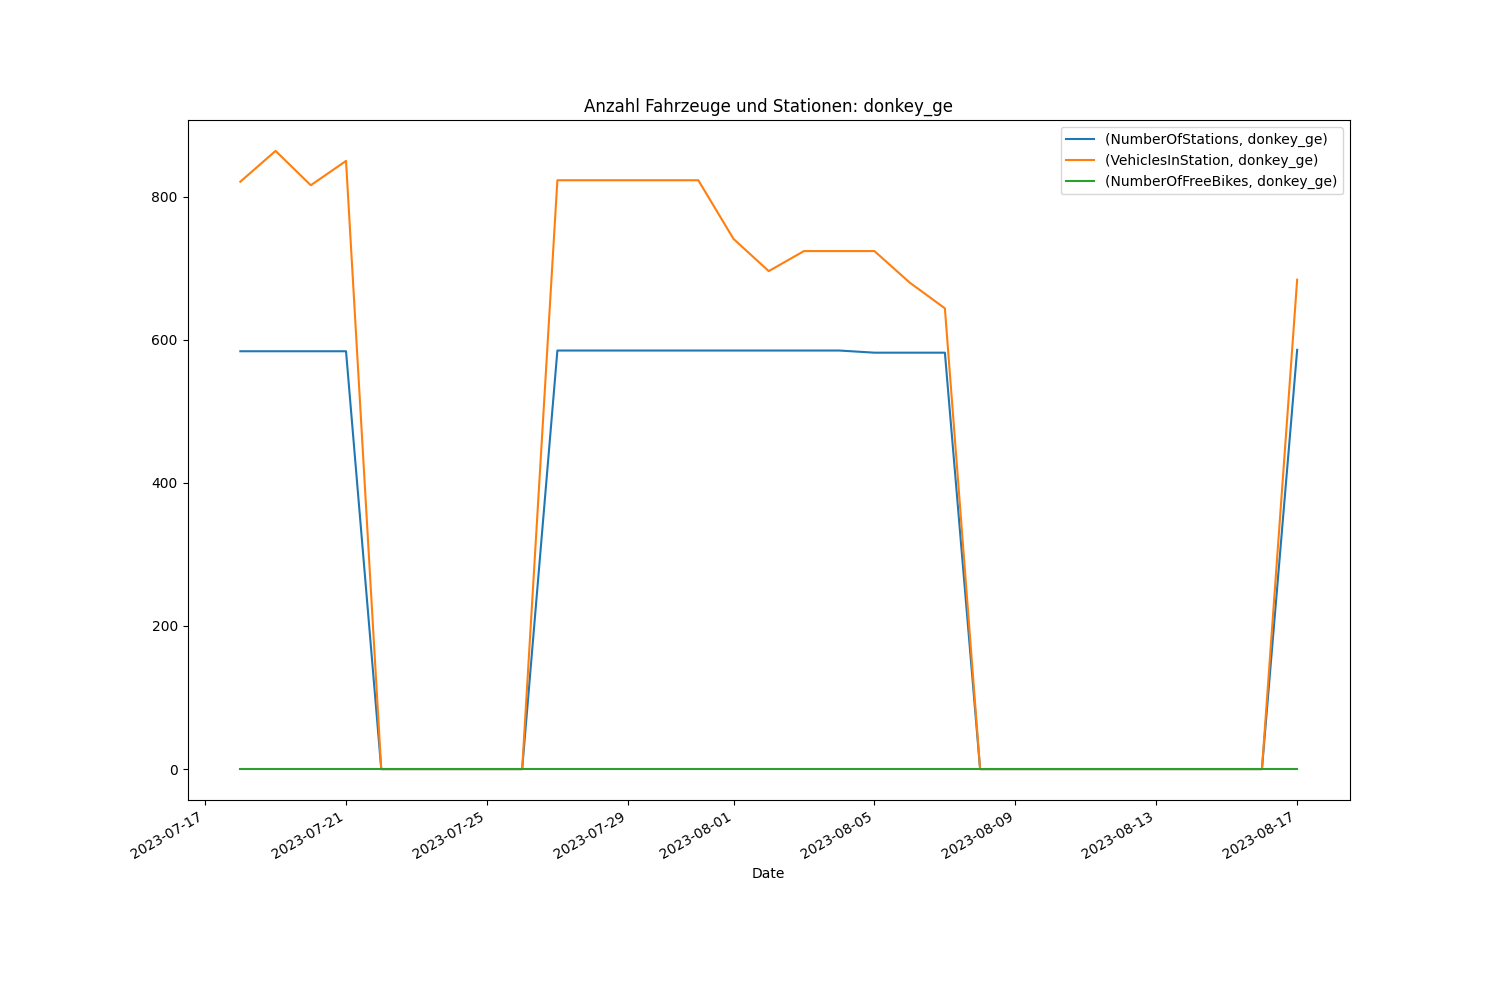 Anzahl Fahrzeuge und Stationen: donkey_ge
(NumberOfStations, donkey_ge)
(VehiclesInStation, donkey_ge)
(NumberOfFreeBikes, donkey_ge)
800
600
400
200
0
2023-07-17
2023-07-21
2023-07-25
2023-07-29
2023-08-01
2023-08-05
2023-08-09
2023-08-13
2023-08-17
Date